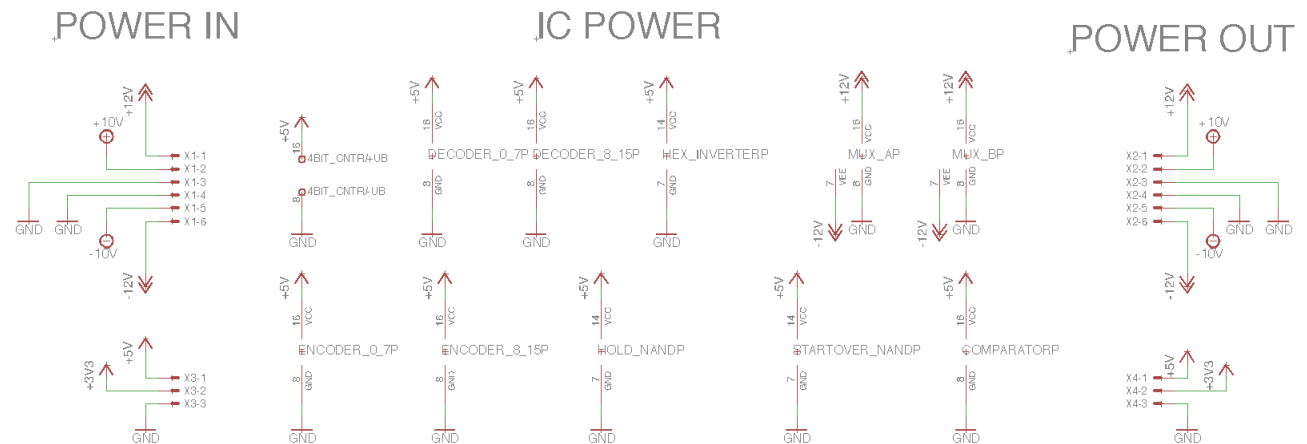 POWER IN
IC POWER
POWER OUT
+12V
+10V
X1-1
X1-2
X1-3
X1-4
X1-5
X1-6
GND
GND
-10V
-12V
+5V
+3V3
X3-1
X3-2
X3-3
GND
+5V
16
4BIT_CNTR/+UB
4BIT_CNTR/+UB
8
GND
+5V
16
VCC
DECODER_0_7P
8
GND
GND
+5V
16
VCC
DECODER_8_15P
8
GND
GND
+5V
14
VCC
HEX_INVERTERP
7
GND
GND
+12V
16
MUX_AP
7
VEE
8
GND
-12V
GND
+12V
16
MUX_BP
7
VEE
8
GND
-12V
GND
+5V
16
VCC
ENCODER_0_7P
8
GND
GND
+5V
16
VCC
ENCODER_8_15P
8
GND
GND
+5V
14
VCC
HOLD_NANDP
7
GND
GND
+5V
14
VCC
STARTOVER_NANDP
7
GND
GND
+5V
16
VCC
COMPARATORP
8
GND
GND
+12V
+10V
X2-1
X2-2
X2-3
X2-4
X2-5
X2-6
GND
GND
-10V
-12V
+5V
+3V3
X4-1
X4-2
X4-3
GND